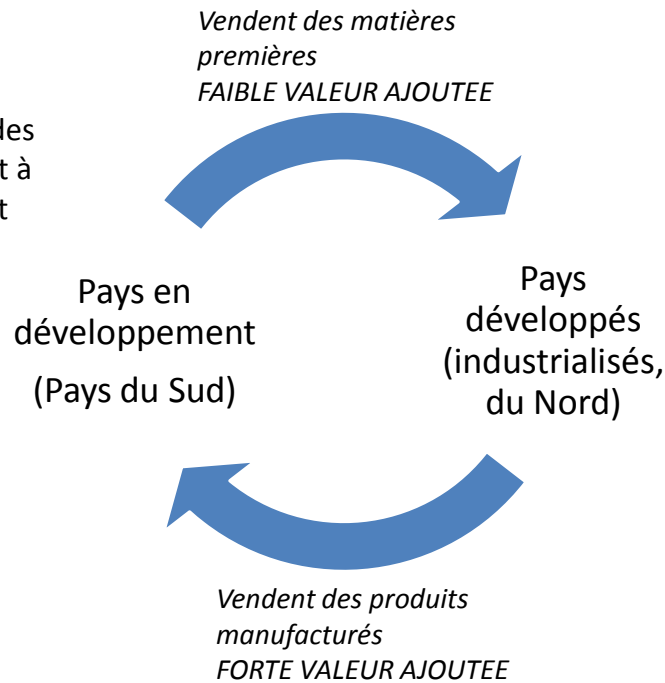 Vendent des matières
premières
FAIBLE VALEUR AJOUTEE
des
t à
t
Pays en
développement
(Pays du Sud)
Pays
développés
(industrialisés,
du Nord)
Vendent des produits
manufacturés
FORTE VALEUR AJOUTEE